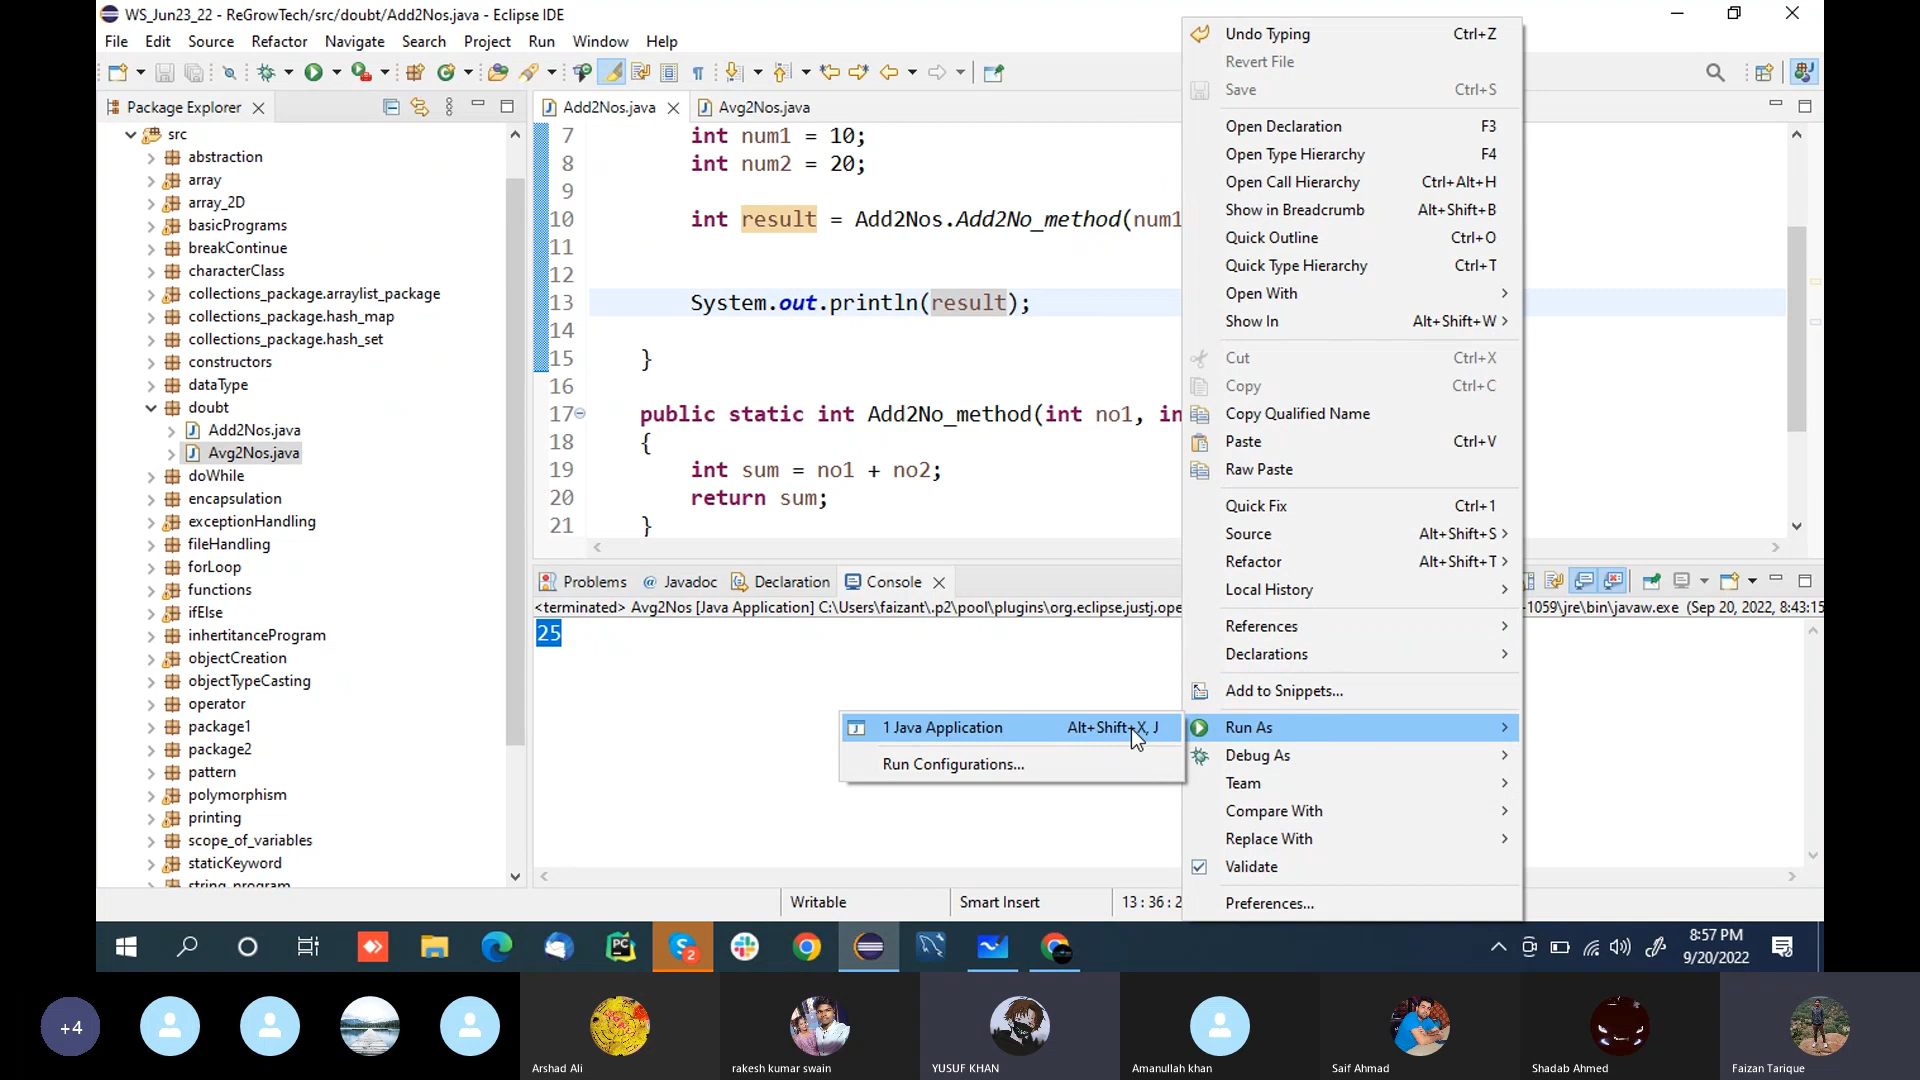 WS_Jun23_22 - ReGrowTech/src/doubt/Add2Nos.java - Eclipse IDE
File Edit Source Refactor Navigate Search Project Run Window Help
Package Explorer
src
abstraction
array
array_2D
basicPrograms
breakContinue
characterClass
collections_package.arraylist_package
collections_package.hash_map
collections_package.hash_set
constructors
dataType
doubt
Add2Nos.java
Avg2Nos.java
doWhile
encapsulation
exceptionHandling
fileHandling
forLoop
functions
ifElse
inhertitanceProgram
objectCreation
objectTypeCasting
operator
package1
package2
pattern
polymorphism
printing
scope_of_variables
staticKeyword
string_program
Add2Nos.java Avg2Nos.java
7 int num1 = 10;
8 int num2 = 20;
9
10 int result = Add2Nos.Add2No_method(num1
11
12
13 System.out.println(result);
14
15 }
16
17 public static int Add2No_method(int no1, in
18 {
19 int sum = no1 + no2;
20 return sum;
21 }
Problems @ Javadoc Declaration Console
<terminated> Avg2Nos [Java Application] C:\Users\faizant\.p2\pool\plugins\org.eclipse.justj.ope
-1059\jre\bin\javaw.exe (Sep 20, 2022, 8:43:15
25
Undo Typing Ctrl+Z
Revert File
Save Ctrl+S
Open Declaration F3
Open Type Hierarchy F4
Open Call Hierarchy Ctrl+Alt+H
Show in Breadcrumb Alt+Shift+B
Quick Outline Ctrl+O
Quick Type Hierarchy Ctrl+T
Open With
Show In Alt+Shift+W
Cut Ctrl+X
Copy Ctrl+C
Copy Qualified Name
Paste Ctrl+V
Raw Paste
Quick Fix Ctrl+1
Source Alt+Shift+S
Refactor Alt+Shift+T
Local History
References
Declarations
Add to Snippets...
Run As
Debug As
Team
Compare With
Replace With
Validate
Preferences...
1 Java Application Alt+Shift+X, J
Run Configurations...
Writable Smart Insert 13 : 36 : 2
PC
2
8:57 PM
9/20/2022
+4
Arshad Ali
rakesh kumar swain
YUSUF KHAN
Amanullah khan
Saif Ahmad
Shadab Ahmed
Faizan Tarique